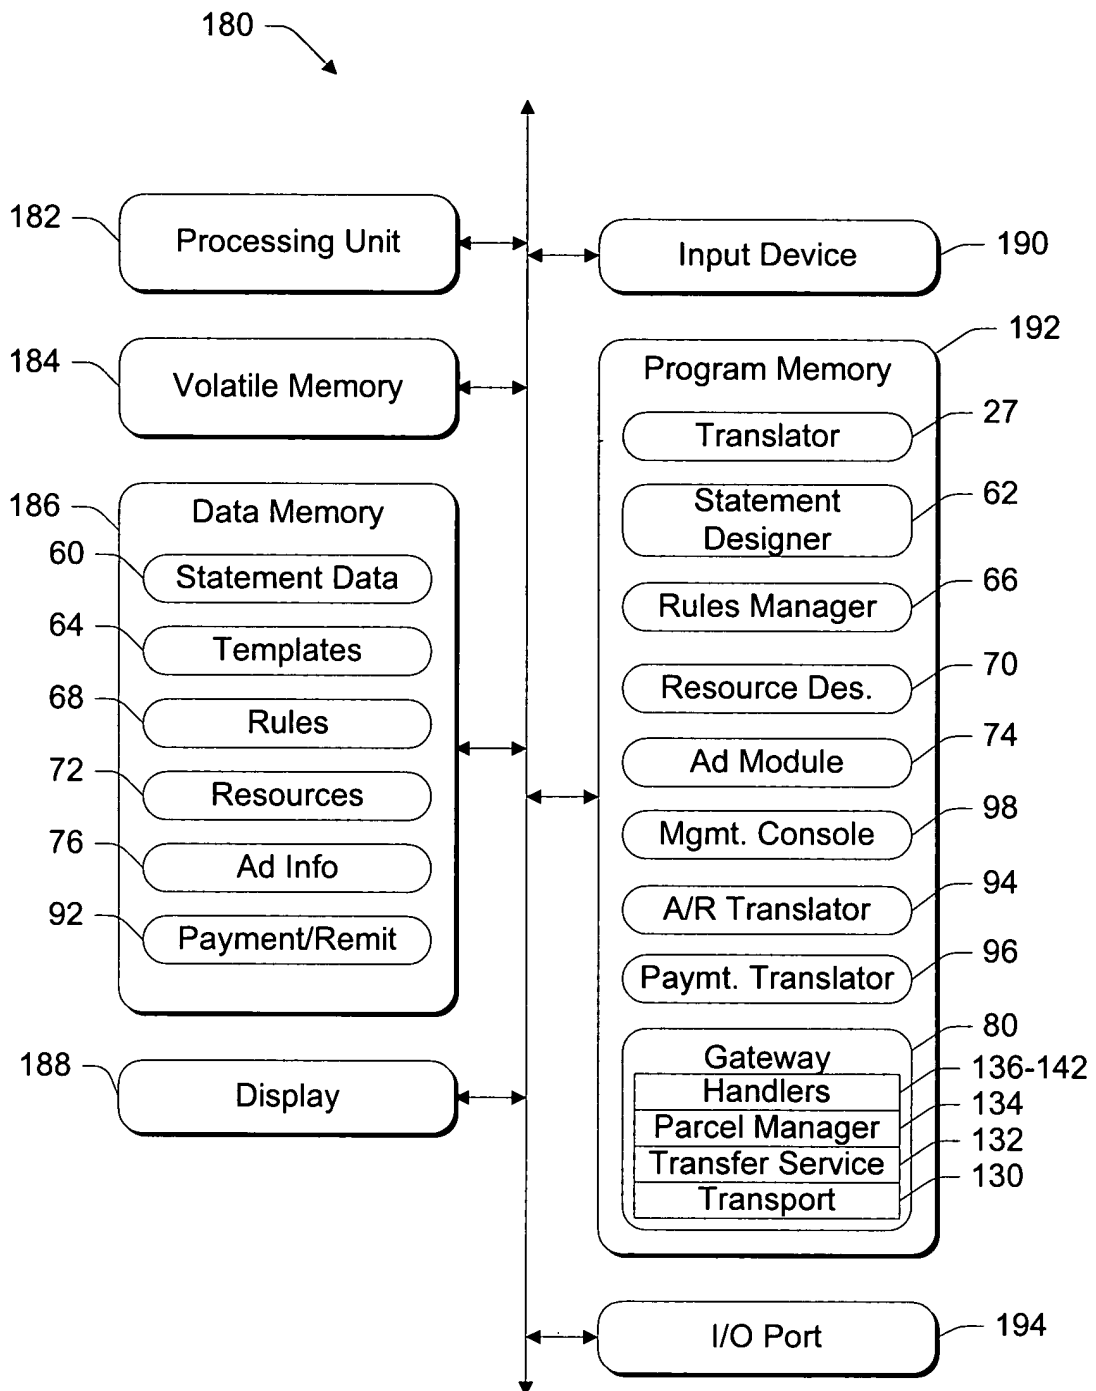 180
182
Processing Unit
184
Volatile Memory
186
Data Memory
60
Statement Data
64
Templates
68
Rules
72
Resources
76
Ad Info
92
Payment/Remit
188
Display
Input Device
190
192
Program Memory
Translator
27
Statement
Designer
62
Rules Manager
66
Resource Des.
70
Ad Module
74
Mgmt. Console
98
A/R Translator
94
Paymt. Translator
96
80
Gateway
Handlers
136-142
Parcel Manager
134
Transfer Service
132
Transport
130
I/O Port
194